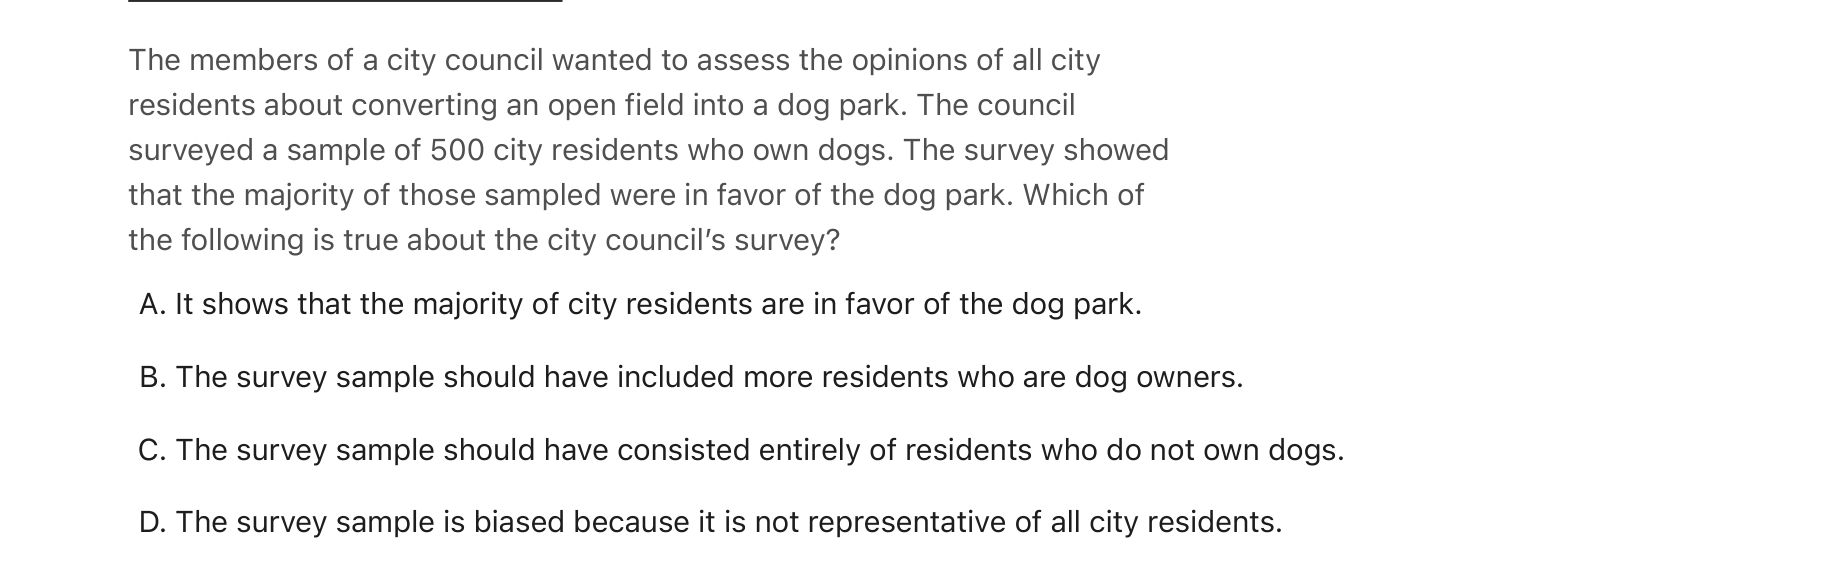 The members of a city council wanted to assess the opinions of all city
residents about converting an open field into a dog park. The council
surveyed a sample of 500 city residents who own dogs. The survey showed
that the majority of those sampled were in favor of the dog park. Which of
the following is true about the city council’s survey?
A. It shows that the majority of city residents are in favor of the dog park.
B. The survey sample should have included more residents who are dog owners.
C. The survey sample should have consisted entirely of residents who do not own dogs.
D. The survey sample is biased because it is not representative of all city residents.